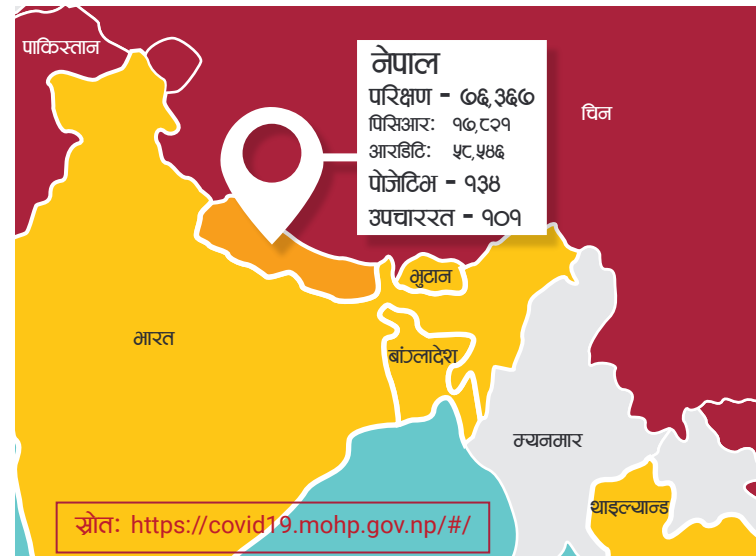 पाकिस्तान
नेपाल
परिक्षण - ७६,३६७
पिसिआर: १७,८२१
आरडिटि: ५८,५४६
पोजेटिभ - १३४
उपचाररत - १०१
चिन
भुटान
भारत
बांग्लादेश
म्यनमार
थाइल्यान्ड
स्रोत: https://covid19.mohp.gov.np/#/